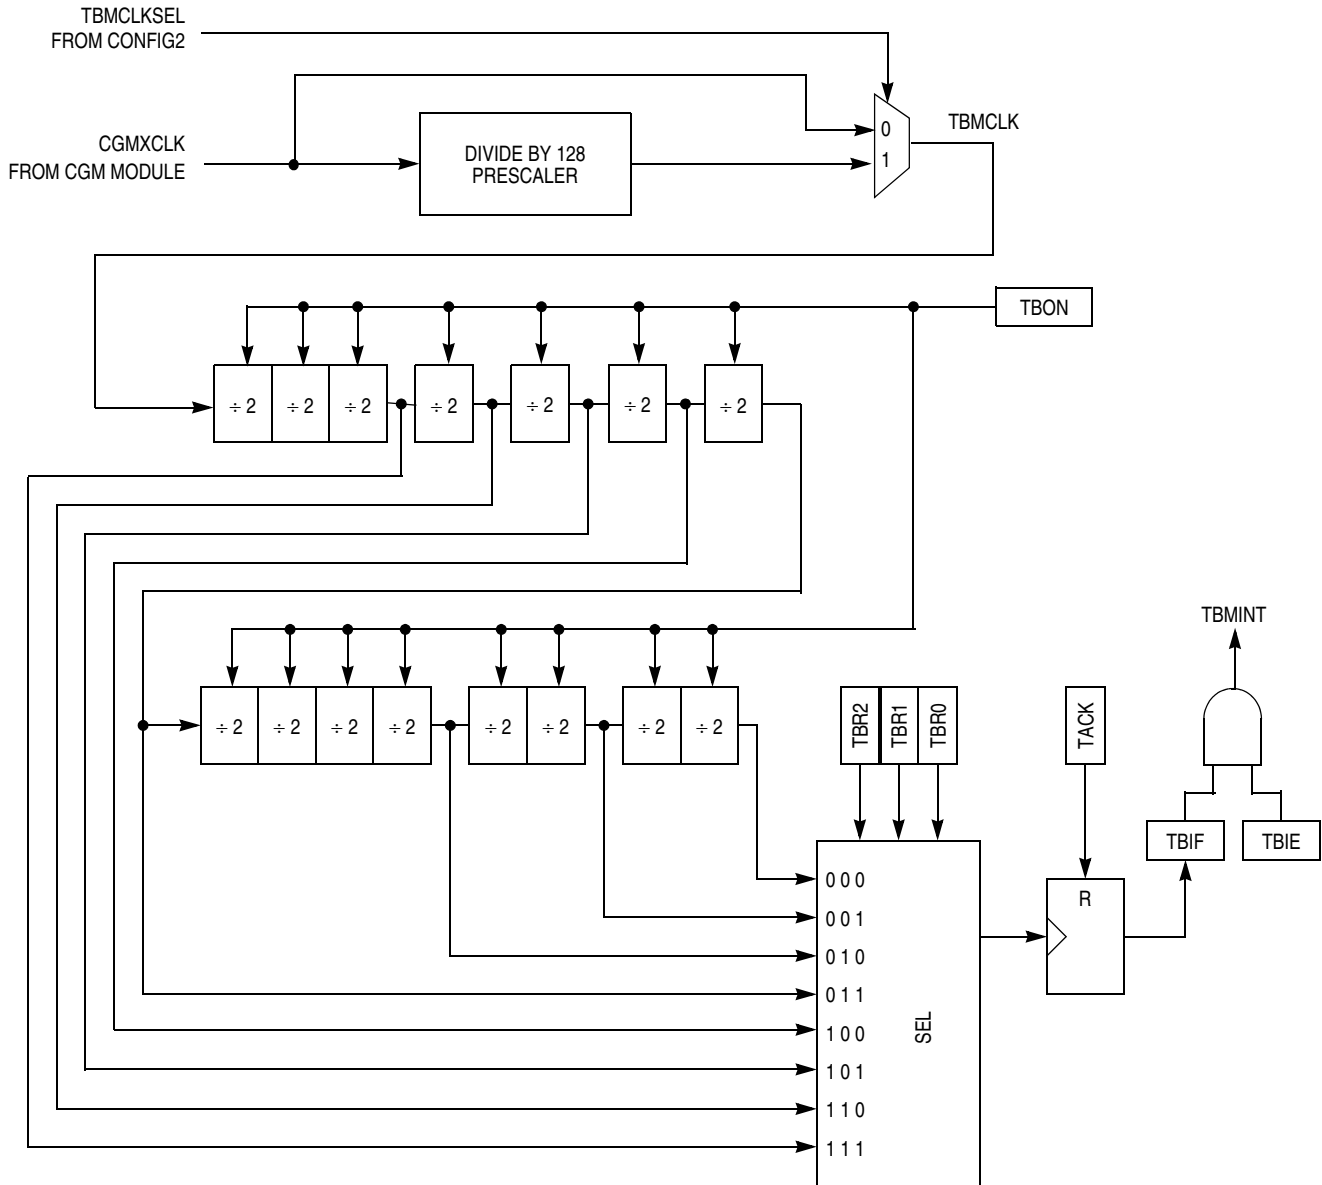 TBMCLKSEL
FROM CONFIG2
CGMXCLK
FROM CGM MODULE
DIVIDE BY 128
PRESCALER
0
1
TBMCLK
TBON
÷ 2
÷ 2
÷ 2
÷ 2
÷ 2
÷ 2
÷ 2
TBMINT
÷ 2
÷ 2
÷ 2
÷ 2
÷ 2
÷ 2
÷ 2
÷ 2
TBR2
TBR1
TBR0
TACK
TBIF
TBIE
0 0 0
0 0 1
0 1 0
0 1 1
1 0 0
1 0 1
1 1 0
1 1 1
SEL
R